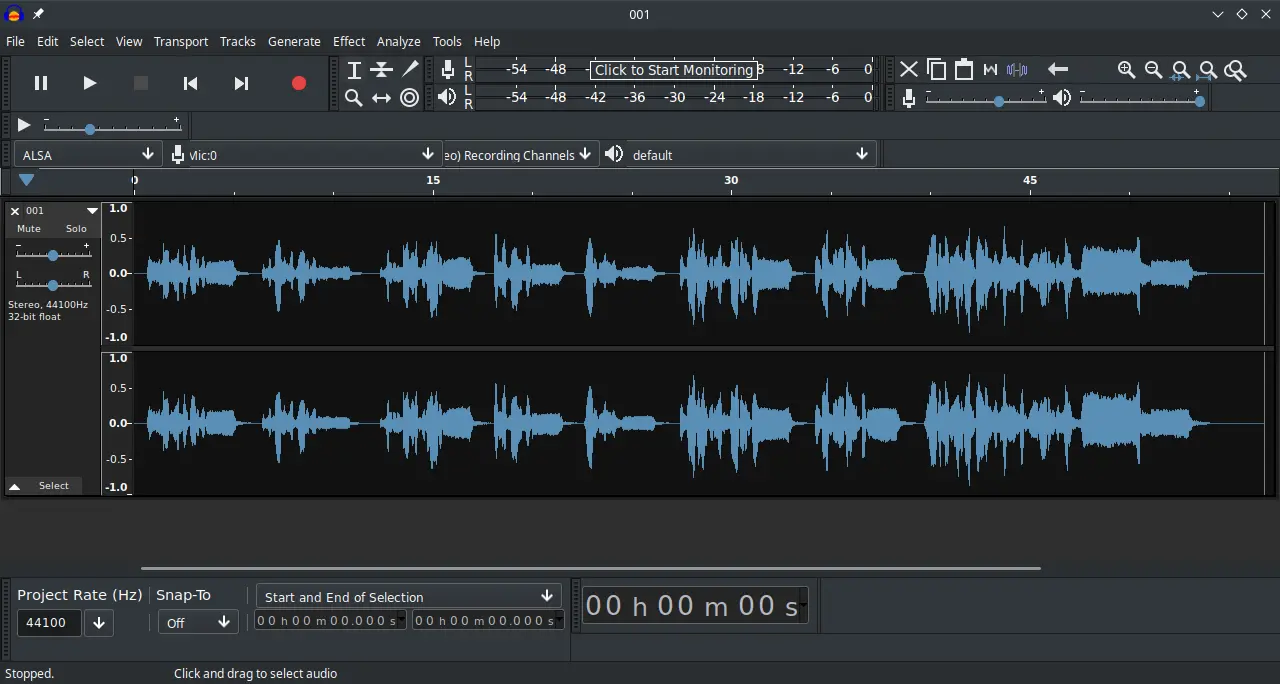 001
File Edit Select View Transport Tracks Generate Effect Analyze Tools Help
L
R
-54 -48 - Click to Start Monitoring 8 -12 -6 0
L
R
-54 -48 -42 -36 -30 -24 -18 -12 -6 0
- +
- +
- +
ALSA Mic:0 eo) Recording Channels default
0 15 30 45
001
Mute Solo
- +
L R
Stereo, 44100Hz
32-bit float
Select
1.0
0.5-
0.0-
-0.5-
-1.0
1.0
0.5-
0.0-
-0.5-
-1.0
Project Rate (Hz) Snap-To
Start and End of Selection
44100 Off
00 h 00 m 00.000 s 00 h 00 m 00.000 s
00 h 00 m 00 s
Stopped. Click and drag to select audio